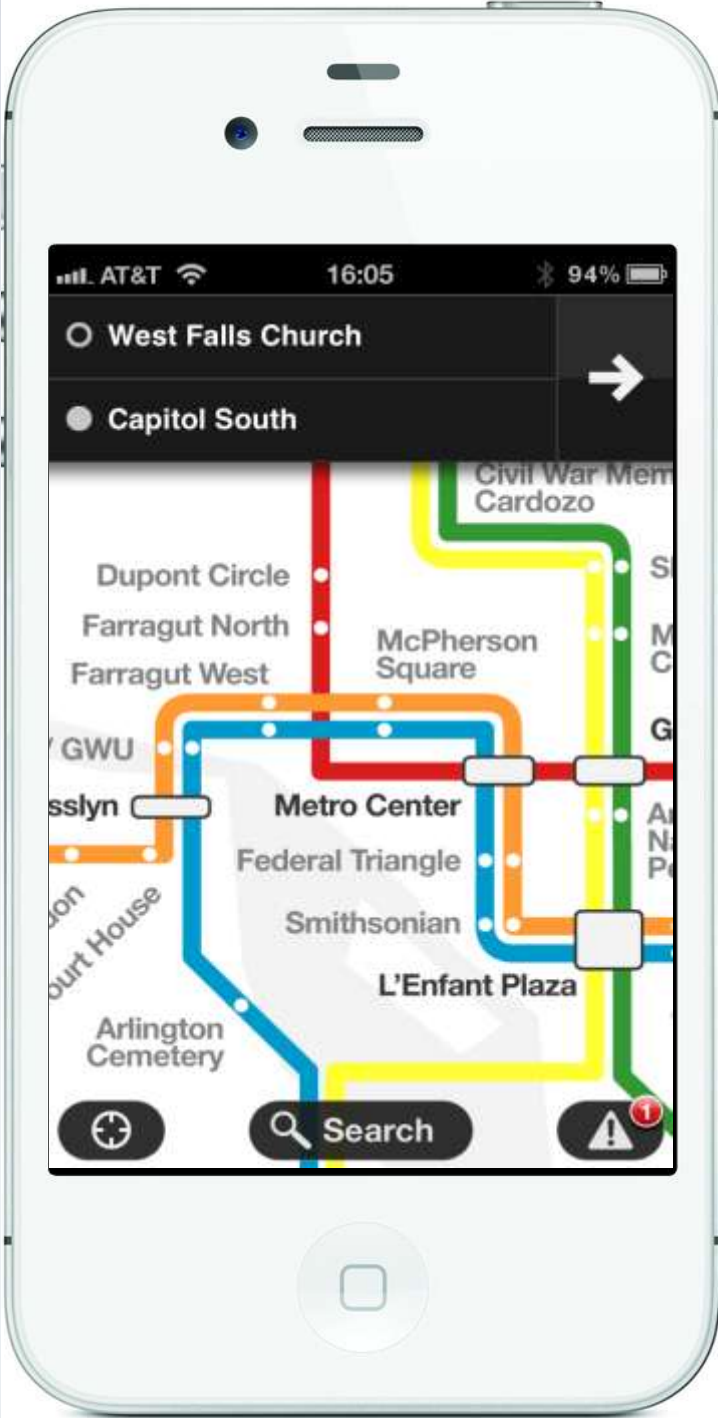 AT&T 16:05 94%
West Falls Church
Capitol South
Civil War Mem
Cardozo
Dupont Circle
Farragut North
McPherson
Square
Farragut West
GWU
sslyn
Metro Center
Federal Triangle
Smithsonian
ourt House
L'Enfant Plaza
Arlington
Cemetery
Search
1